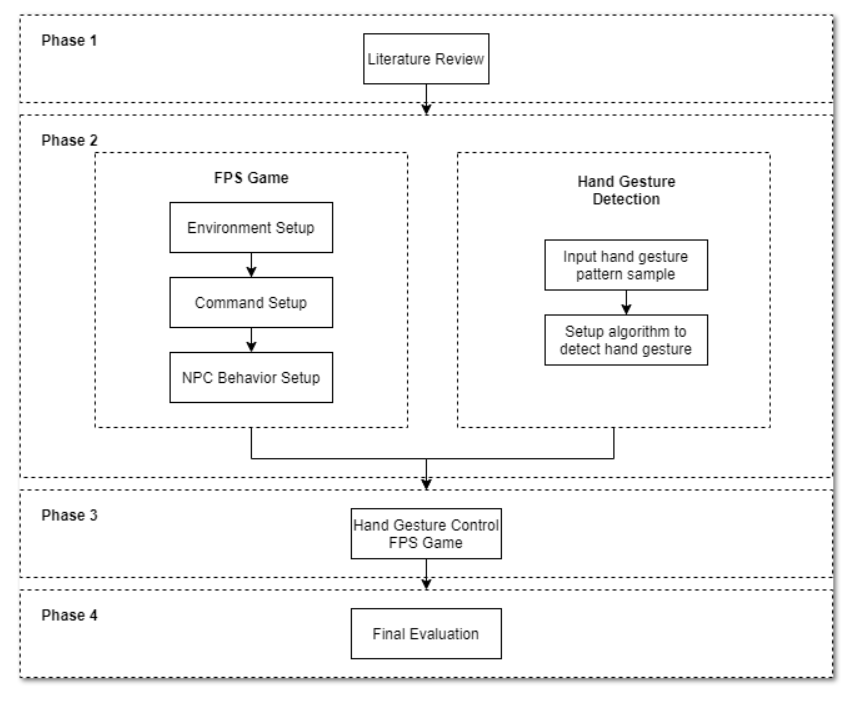 Phase 1
Literature Review
Phase 2
FPS Game
Environment Setup
Command Setup
NPC Behavior Setup
Hand Gesture
Detection
Input hand gesture
pattern sample
Setup algorithm to
detect hand gesture
Phase 3
Hand Gesture Control
FPS Game
Phase 4
Final Evaluation